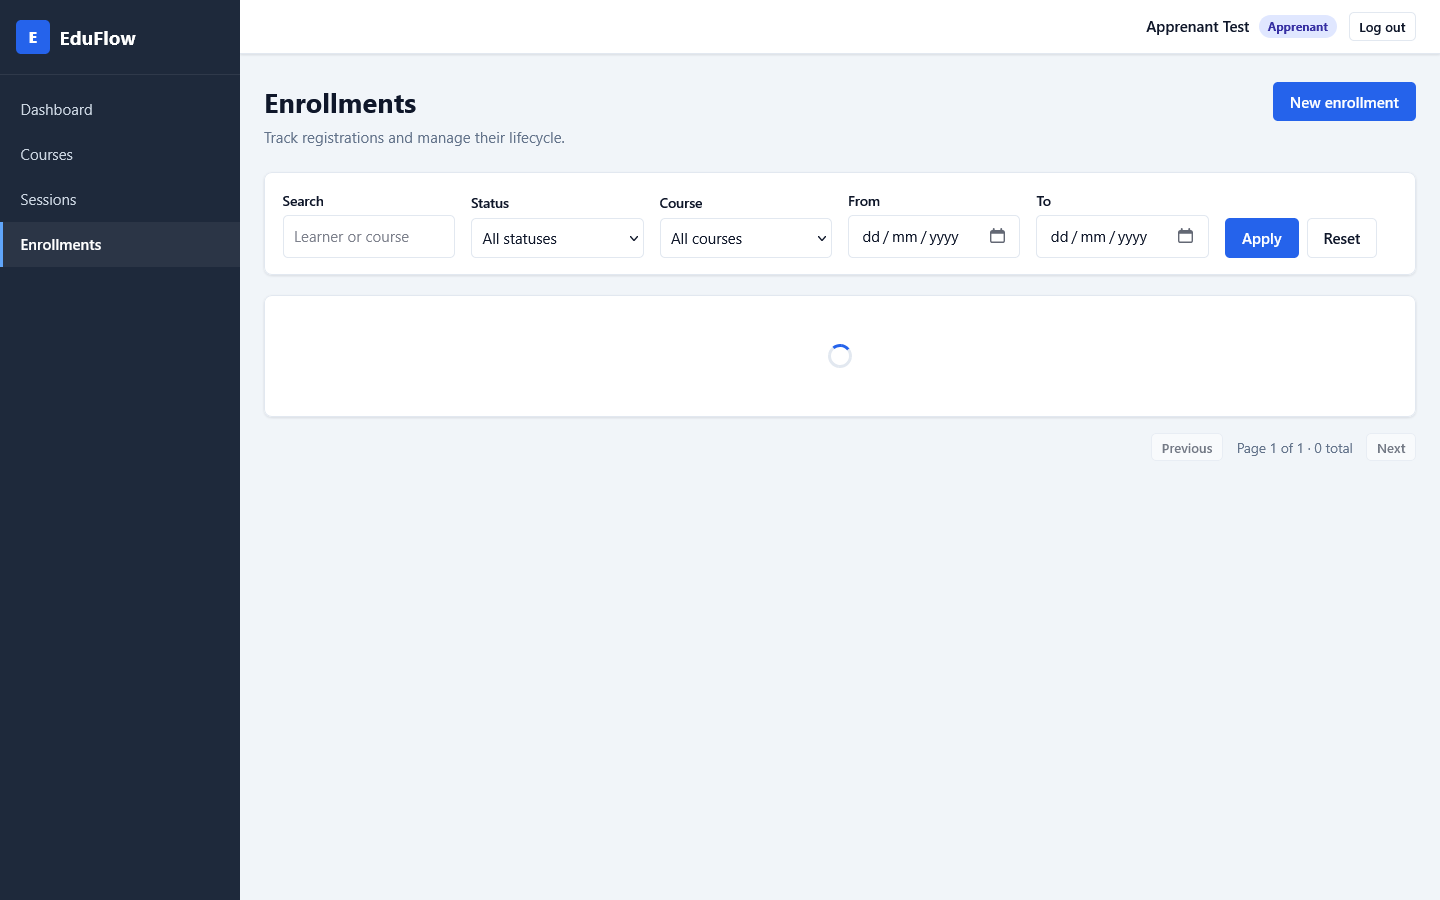 E EduFlow
Apprenant Test Apprenant Log out
Dashboard
Courses
Sessions
Enrollments
Enrollments
New enrollment
Track registrations and manage their lifecycle.
Search Status Course From To
Learner or course All statuses All courses dd/mm/yyyy dd/mm/yyyy Apply Reset
Previous Page 1 of 1 · 0 total Next